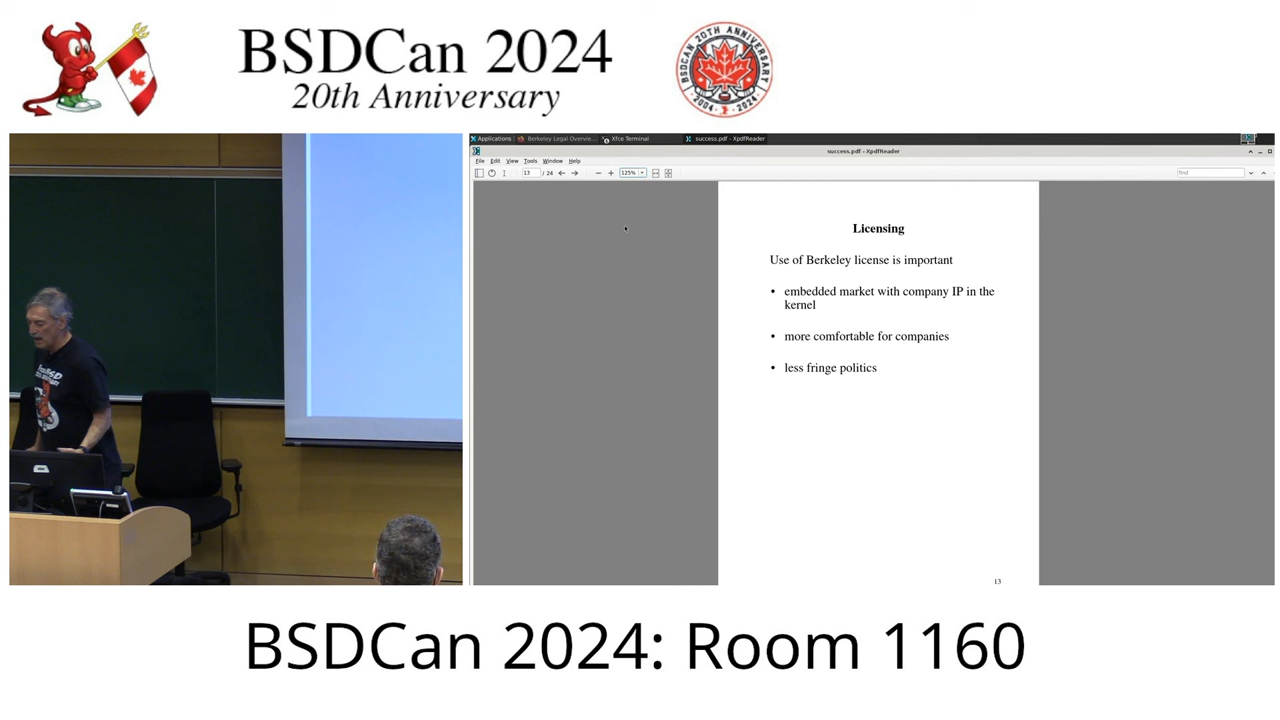 BSDCan 2024
20th Anniversary
BSDCAN 20TH ANNIVERSARY
2004 2024
Applications
Berkeley Legal Overvie...
Xfce Terminal
success.pdf - XpdfReader
success.pdf - XpdfReader
File Edit View Tools Window Help
13 / 24
125%
find
Licensing
Use of Berkeley license is important
• embedded market with company IP in the
kernel
• more comfortable for companies
• less fringe politics
13
BSDCan 2024: Room 1160